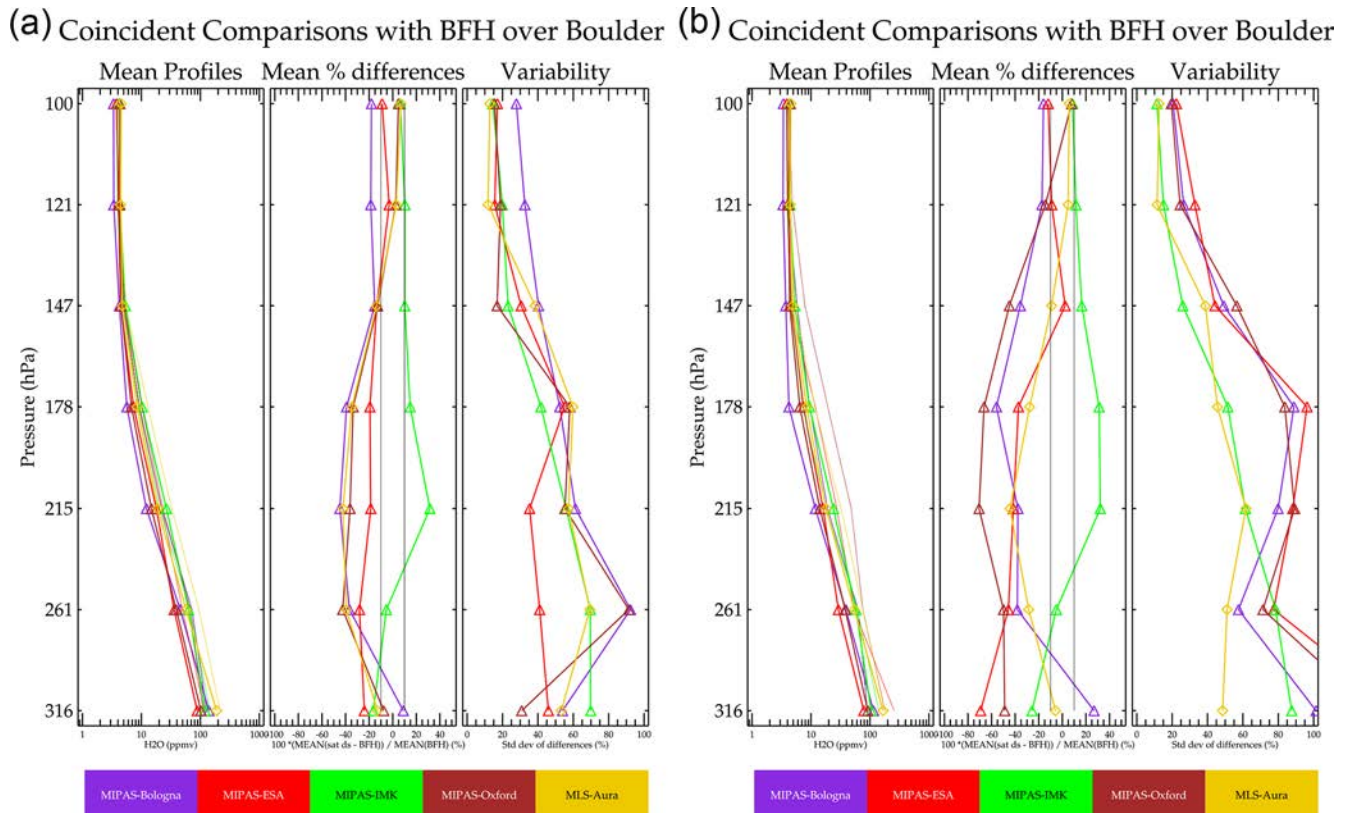 (a) Coincident Comparisons with BFH over Boulder
Mean Profiles Mean % differences Variability
100
121
147
178
215
261
316
Pressure (hPa)
1 10 100 1000
H2O (ppmv)
-100 -80 -60 -40 -20 0 20 40
100 *(MEAN(sat ds - BFH)) / MEAN(BFH) (%)
0 20 40 60 80 100
Std dev of differences (%)
MIPAS-Bologna MIPAS-ESA MIPAS-IMK MIPAS-Oxford MLS-Aura
(b) Coincident Comparisons with BFH over Boulder
Mean Profiles Mean % differences Variability
100
121
147
178
215
261
316
Pressure (hPa)
1 10 100 1000
H2O (ppmv)
-100 -80 -60 -40 -20 0 20 40
100 *(MEAN(sat ds - BFH)) / MEAN(BFH) (%)
0 20 40 60 80 100
Std dev of differences (%)
MIPAS-Bologna MIPAS-ESA MIPAS-IMK MIPAS-Oxford MLS-Aura